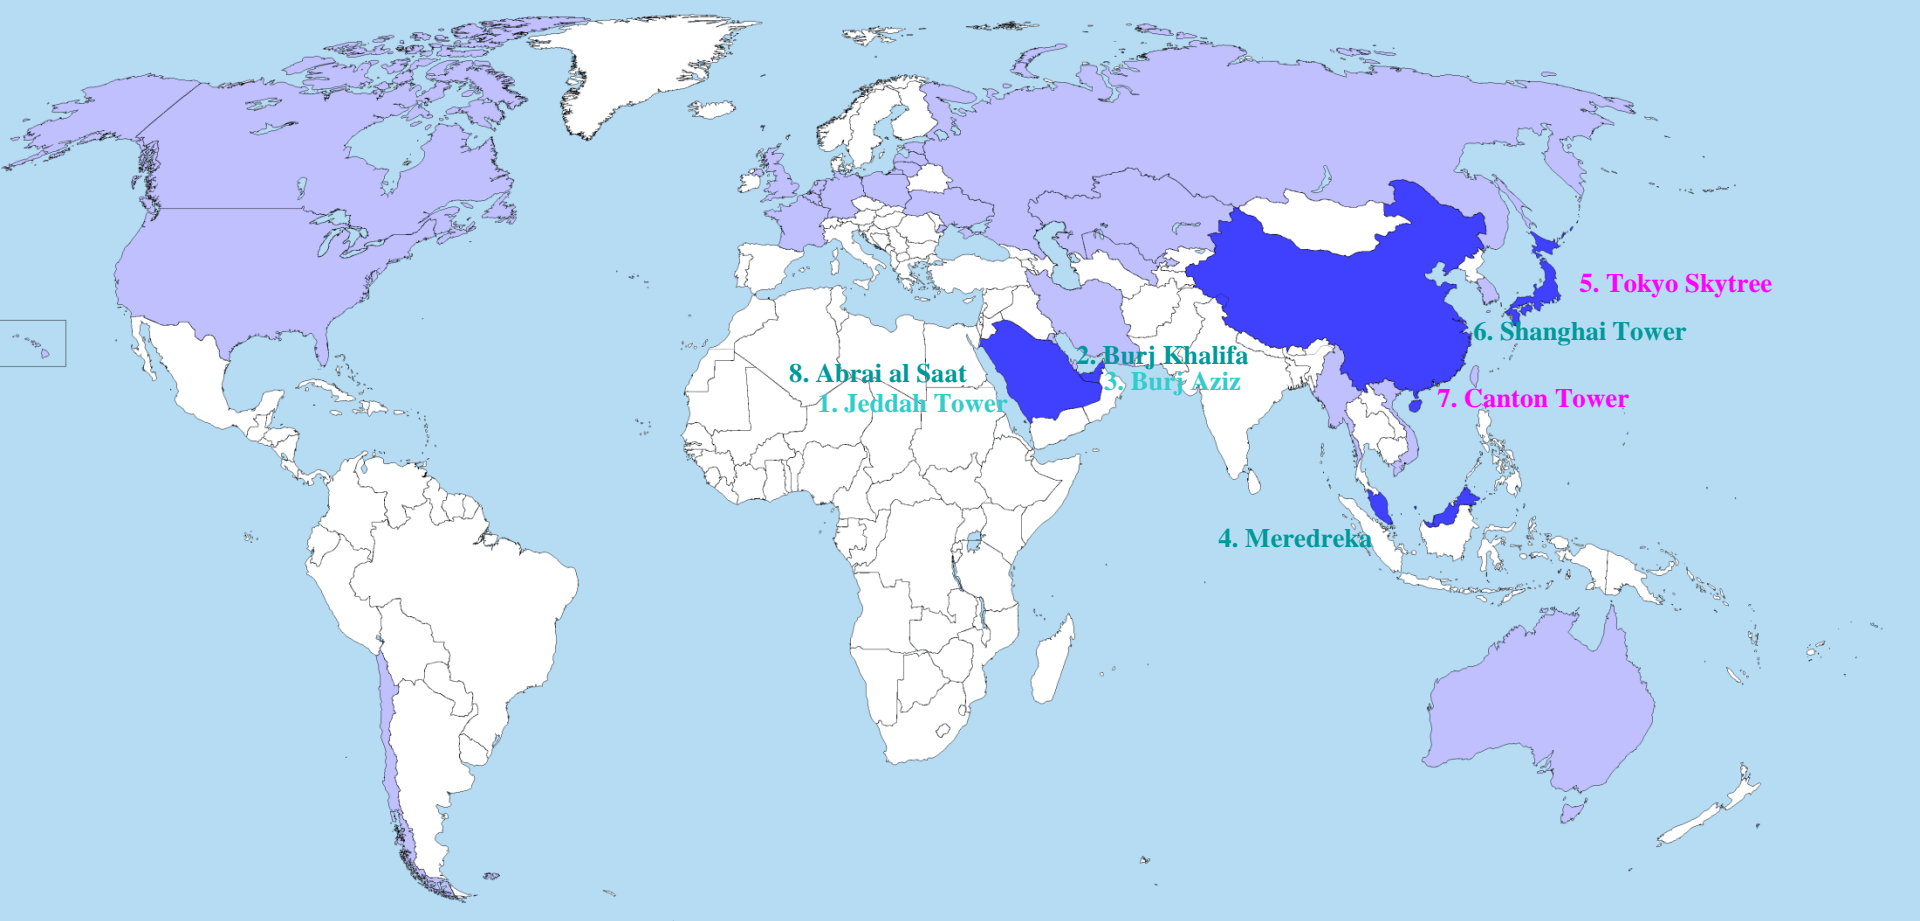 5. Tokyo Skytree
6. Shanghai Tower
2. Burj Khalifa
8. Abrai al Saat
3. Burj Aziz
1. Jeddah Tower
7. Canton Tower
4. Meredreka